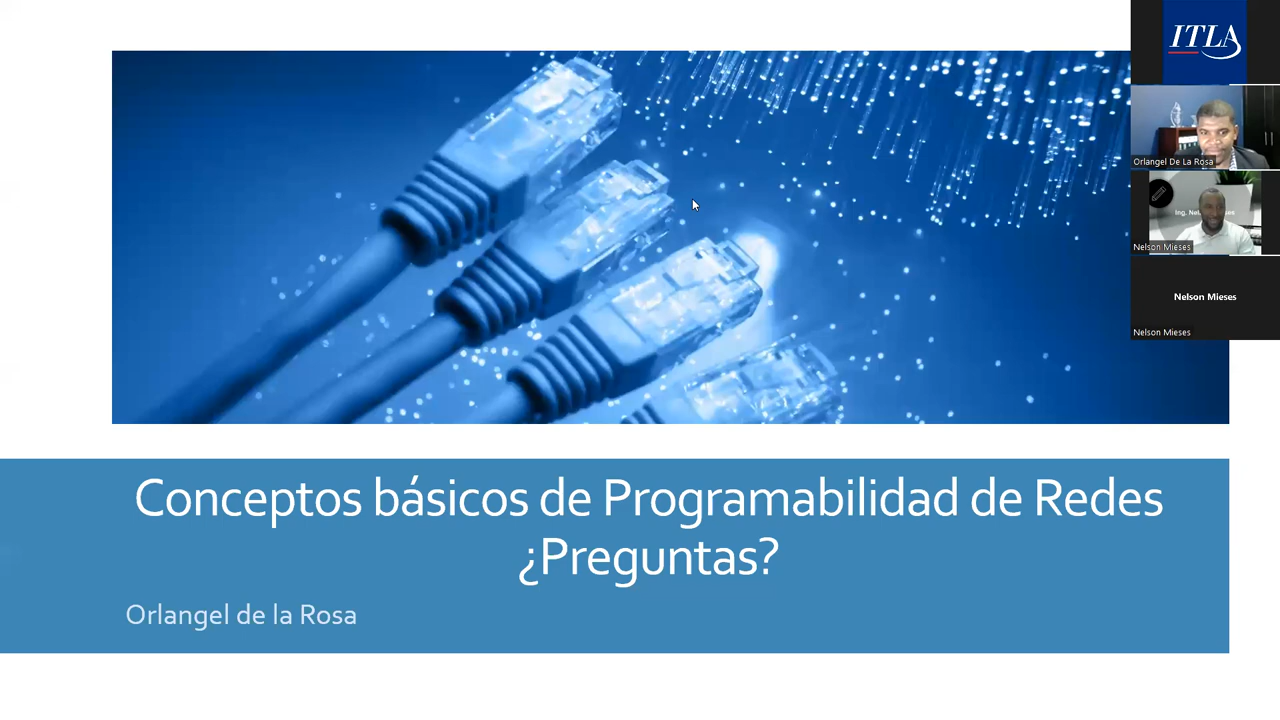 ITLA
Orlangel De La Rosa
Nelson Mieses
Nelson Mieses
Nelson Mieses
Conceptos básicos de Programabilidad de Redes
¿Preguntas?
Orlangel de la Rosa